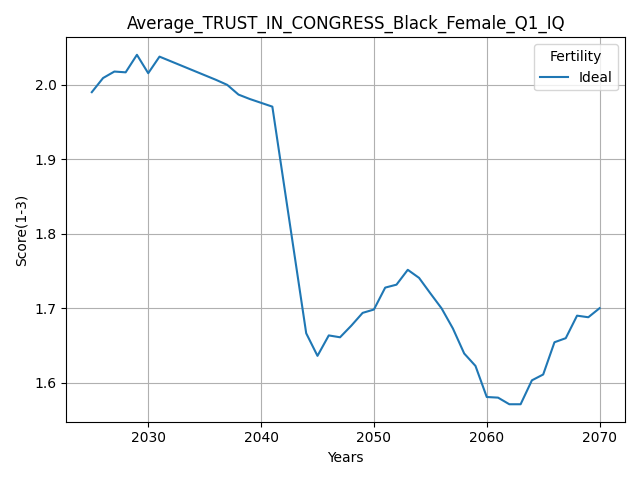 Average_TRUST_IN_CONGRESS_Black_Female_Q1_IQ
Fertility
Ideal
Score(1-3)
2.0
1.9
1.8
1.7
1.6
2030 2040 2050 2060 2070
Years